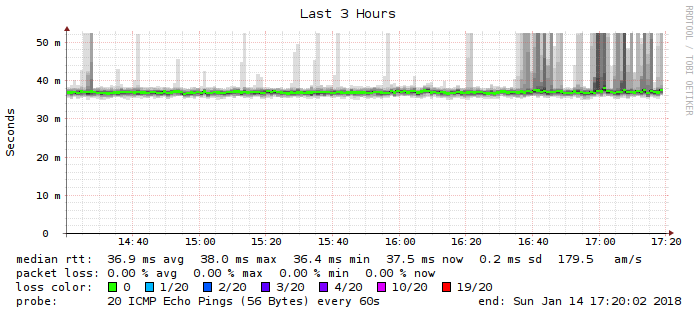 Last 3 Hours
RRDTOOL / TOBI OETIKER
Seconds
50 m
40 m
30 m
20 m
10 m
0
14:40 15:00 15:20 15:40 16:00 16:20 16:40 17:00 17:20
median rtt: 36.9 ms avg 38.0 ms max 36.4 ms min 37.5 ms now 0.2 ms sd 179.5 am/s
packet loss: 0.00 % avg 0.00 % max 0.00 % min 0.00 % now
loss color: 0 1/20 2/20 3/20 4/20 10/20 19/20
probe: 20 ICMP Echo Pings (56 Bytes) every 60s end: Sun Jan 14 17:20:02 2018